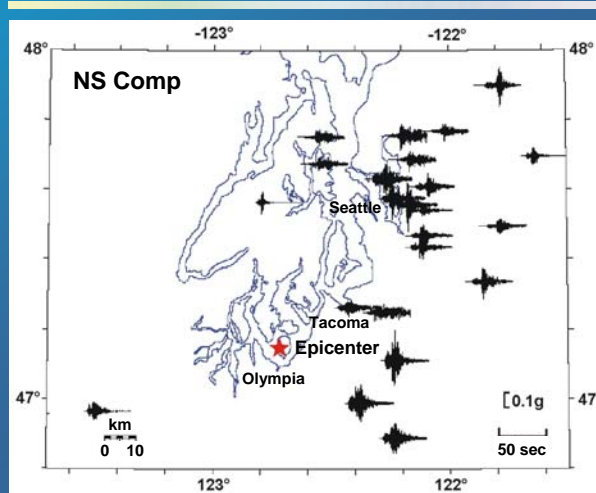 -123° -122°
48° 48°
NS Comp
Seattle
Tacoma
Epicenter
Olympia
47° 47
0.1g
km
0 10
50 sec
123° 122°